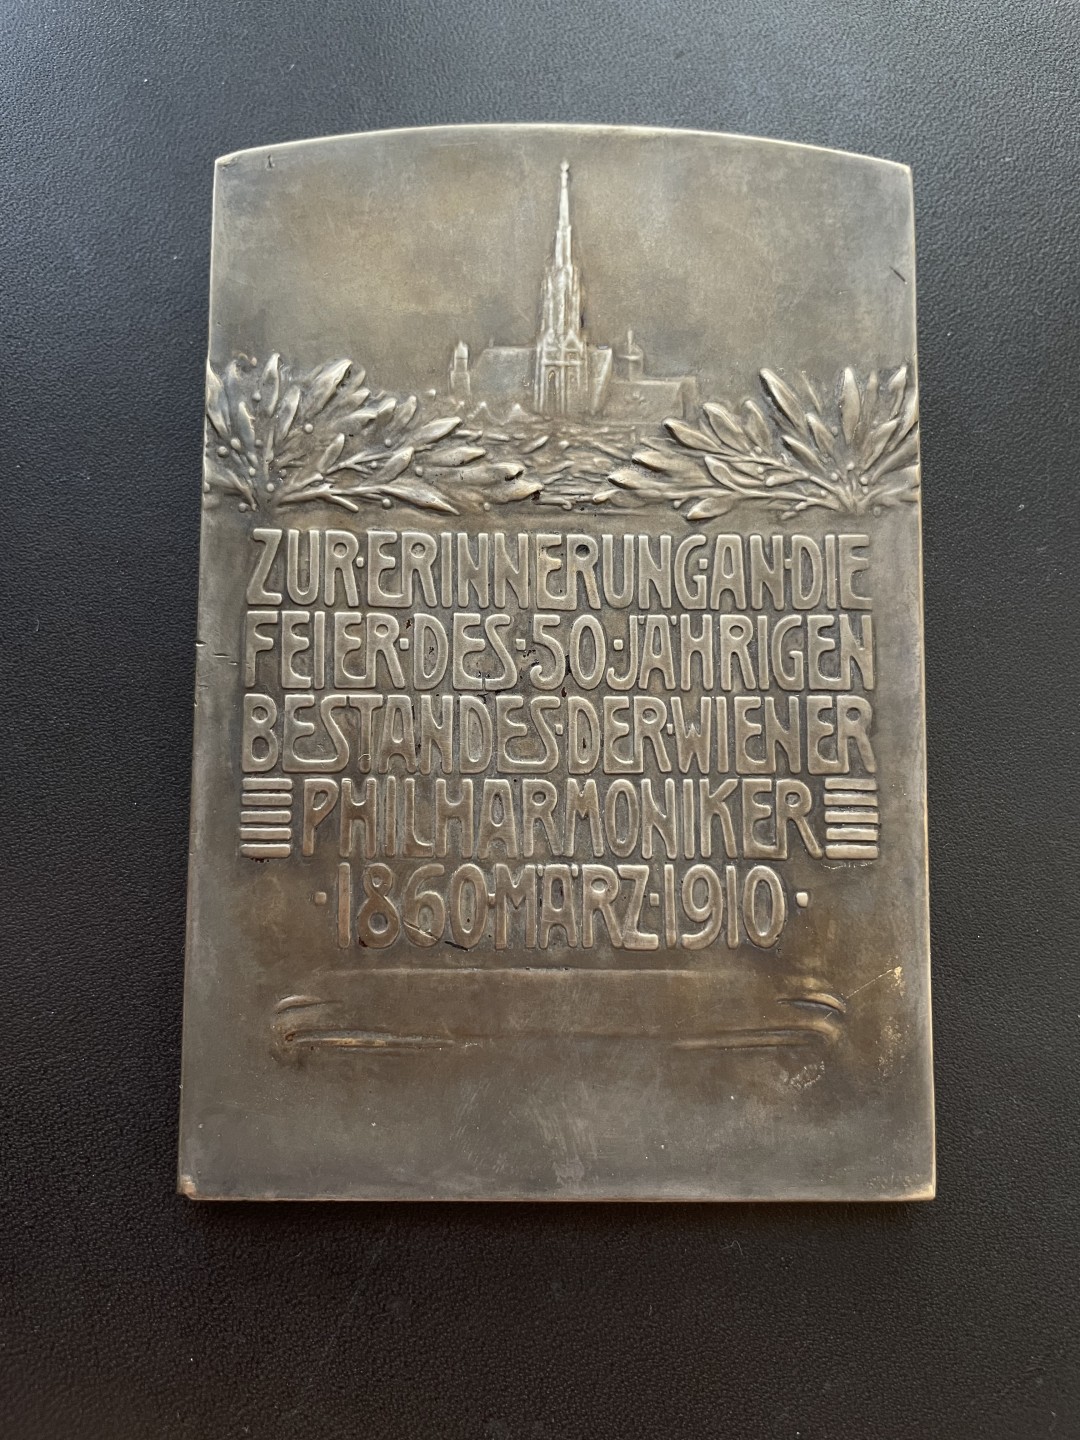 ZUR·ERINNERUNG·AN·DIE
FEIER·DES·50·JÄHRIGEN
BESTANDES·DER·WIENER
PHILHARMONIKER
·1860·MÄRZ·1910·